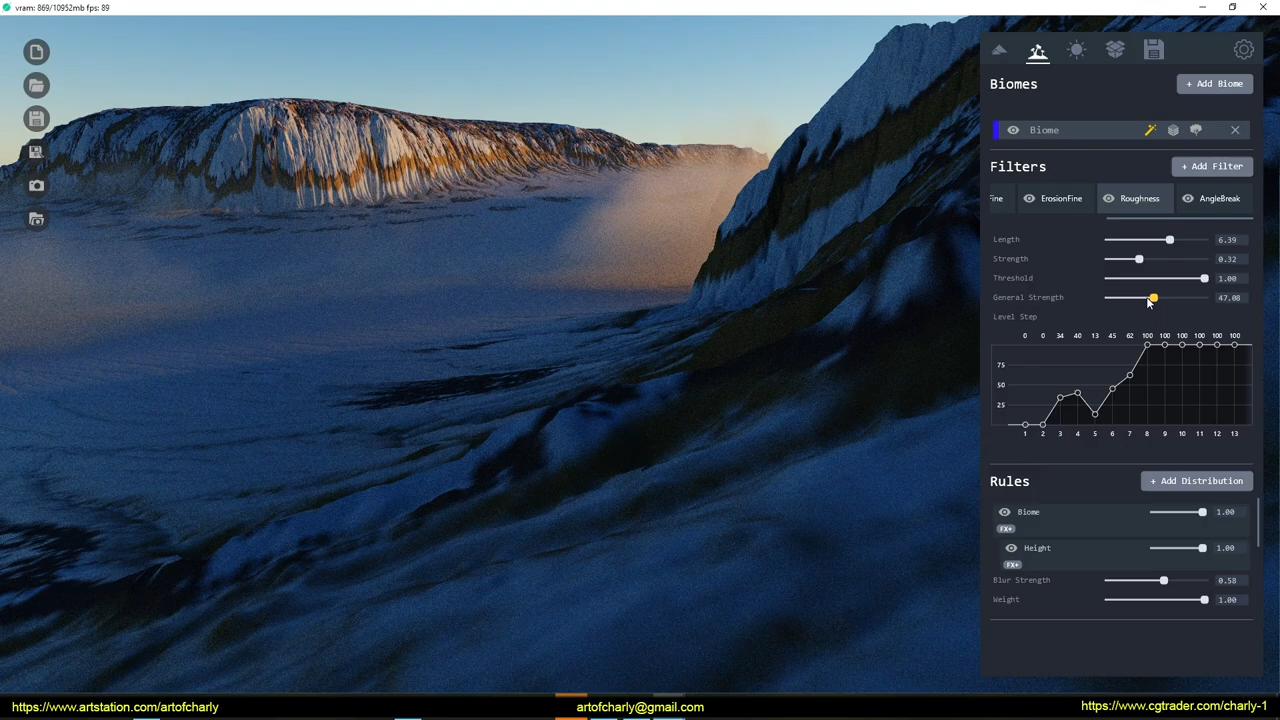 vram: 869/10952mb fps: 89
Biomes
+ Add Biome
Biome
Filters
+ Add Filter
Fine
ErosionFine
Roughness
AngleBreak
Length 6.39
Strength 0.32
Threshold 1.00
General Strength 47.08
Level Step
0 0 34 40 13 45 62 100 100 100 100 100 100
75
50
25
1 2 3 4 5 6 7 8 9 10 11 12 13
Rules
+ Add Distribution
Biome 1.00
FX+
Height 1.00
FX+
Blur Strength 0.58
Weight 1.00
https://www.artstation.com/artofcharly
artofcharly@gmail.com
https://www.cgtrader.com/charly-1